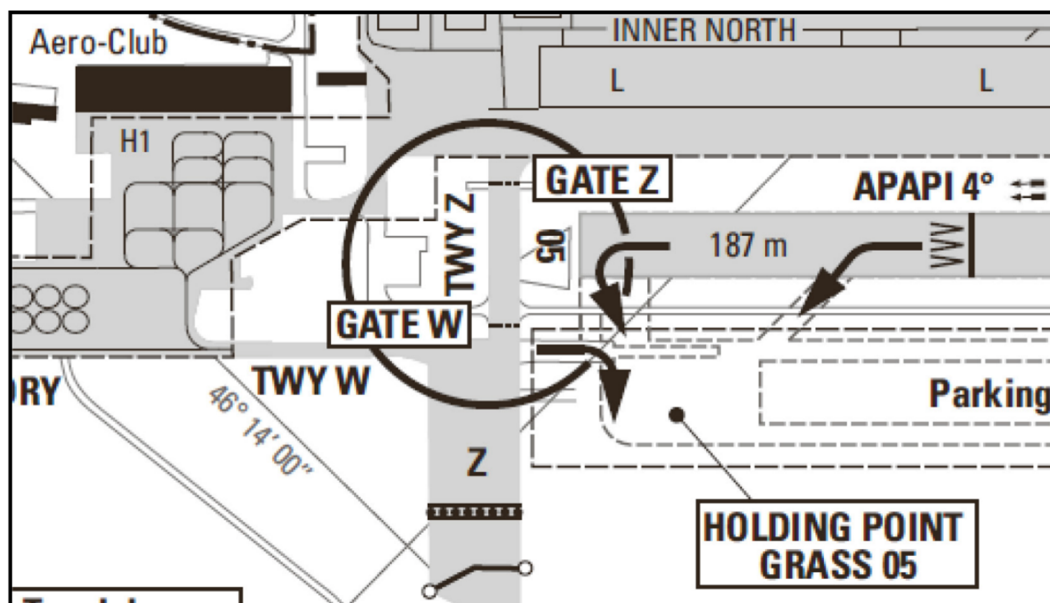 INNER NORTH
Aero-Club
L
L
H1
GATE Z
APAPI 4°
TWY Z
05
187 m
GATE W
TWY W
46° 14′ 00″
Parking
Z
HOLDING POINT
GRASS 05